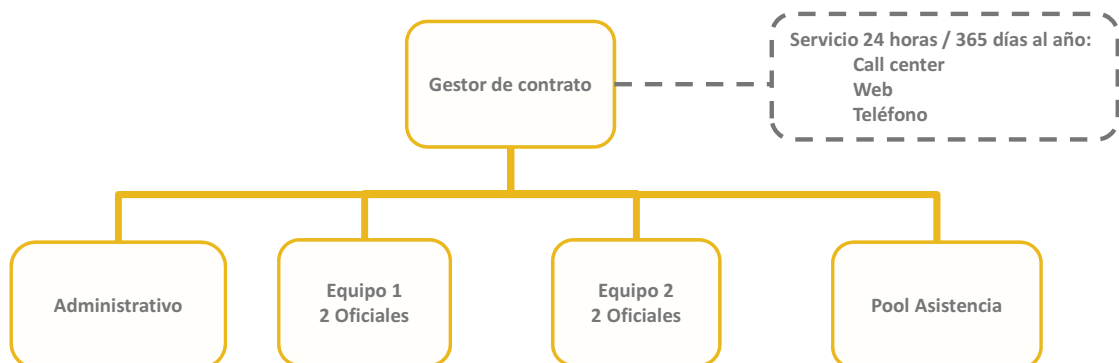 Servicio 24 horas / 365 días al año:
Call center
Web
Teléfono
Gestor de contrato
Administrativo
Equipo 1
2 Oficiales
Equipo 2
2 Oficiales
Pool Asistencia